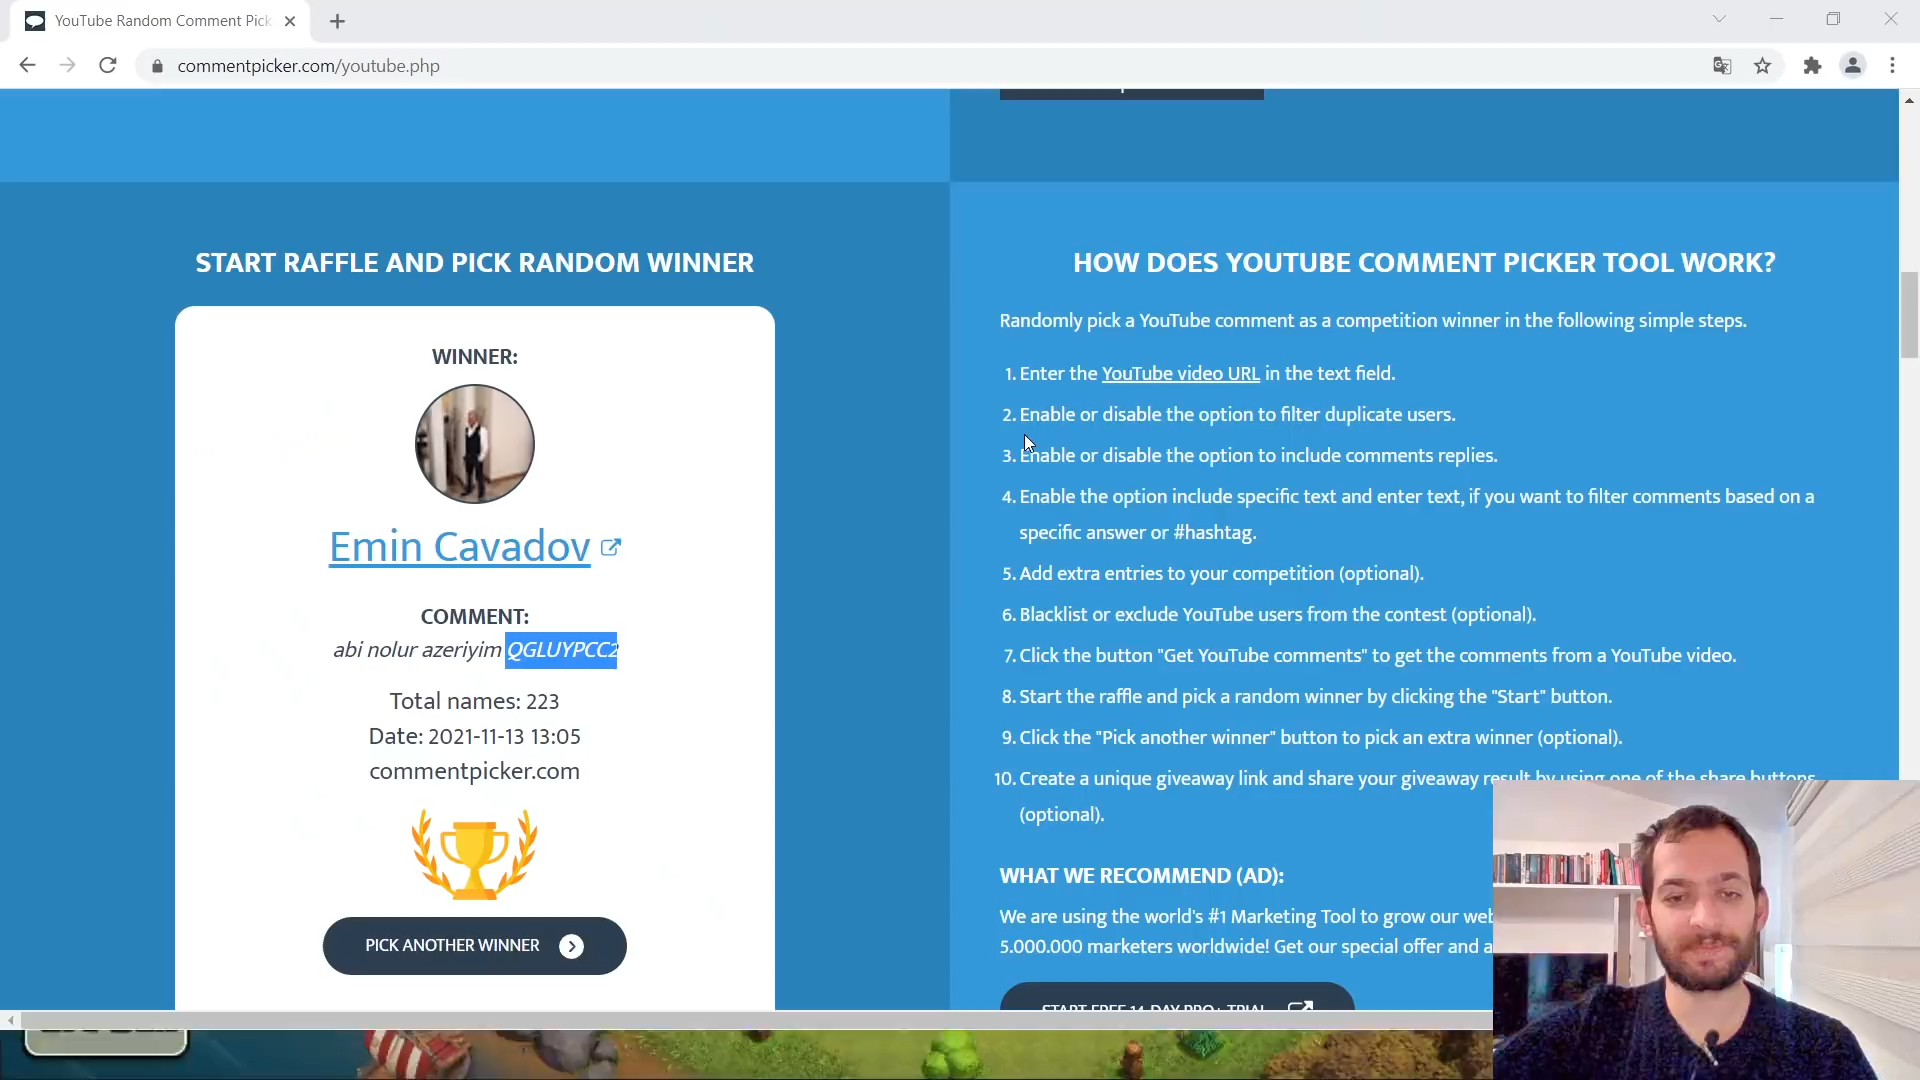 YouTube Random Comment Pick
commentpicker.com/youtube.php
START RAFFLE AND PICK RANDOM WINNER
WINNER:
Emin Cavadov
COMMENT:
abi nolur azeriyim QGLUYPCC2
Total names: 223
Date: 2021-11-13 13:05
commentpicker.com
PICK ANOTHER WINNER
HOW DOES YOUTUBE COMMENT PICKER TOOL WORK?
Randomly pick a YouTube comment as a competition winner in the following simple steps.
1. Enter the YouTube video URL in the text field.
2. Enable or disable the option to filter duplicate users.
3. Enable or disable the option to include comments replies.
4. Enable the option include specific text and enter text, if you want to filter comments based on a
specific answer or #hashtag.
5. Add extra entries to your competition (optional).
6. Blacklist or exclude YouTube users from the contest (optional).
7. Click the button "Get YouTube comments" to get the comments from a YouTube video.
8. Start the raffle and pick a random winner by clicking the "Start" button.
9. Click the "Pick another winner" button to pick an extra winner (optional).
10. Create a unique giveaway link and share your giveaway result by using one of the share buttons
(optional).
WHAT WE RECOMMEND (AD):
We are using the world's #1 Marketing Tool to grow our web
5.000.000 marketers worldwide! Get our special offer and a
START FREE 14-DAY PRO+ TRIAL